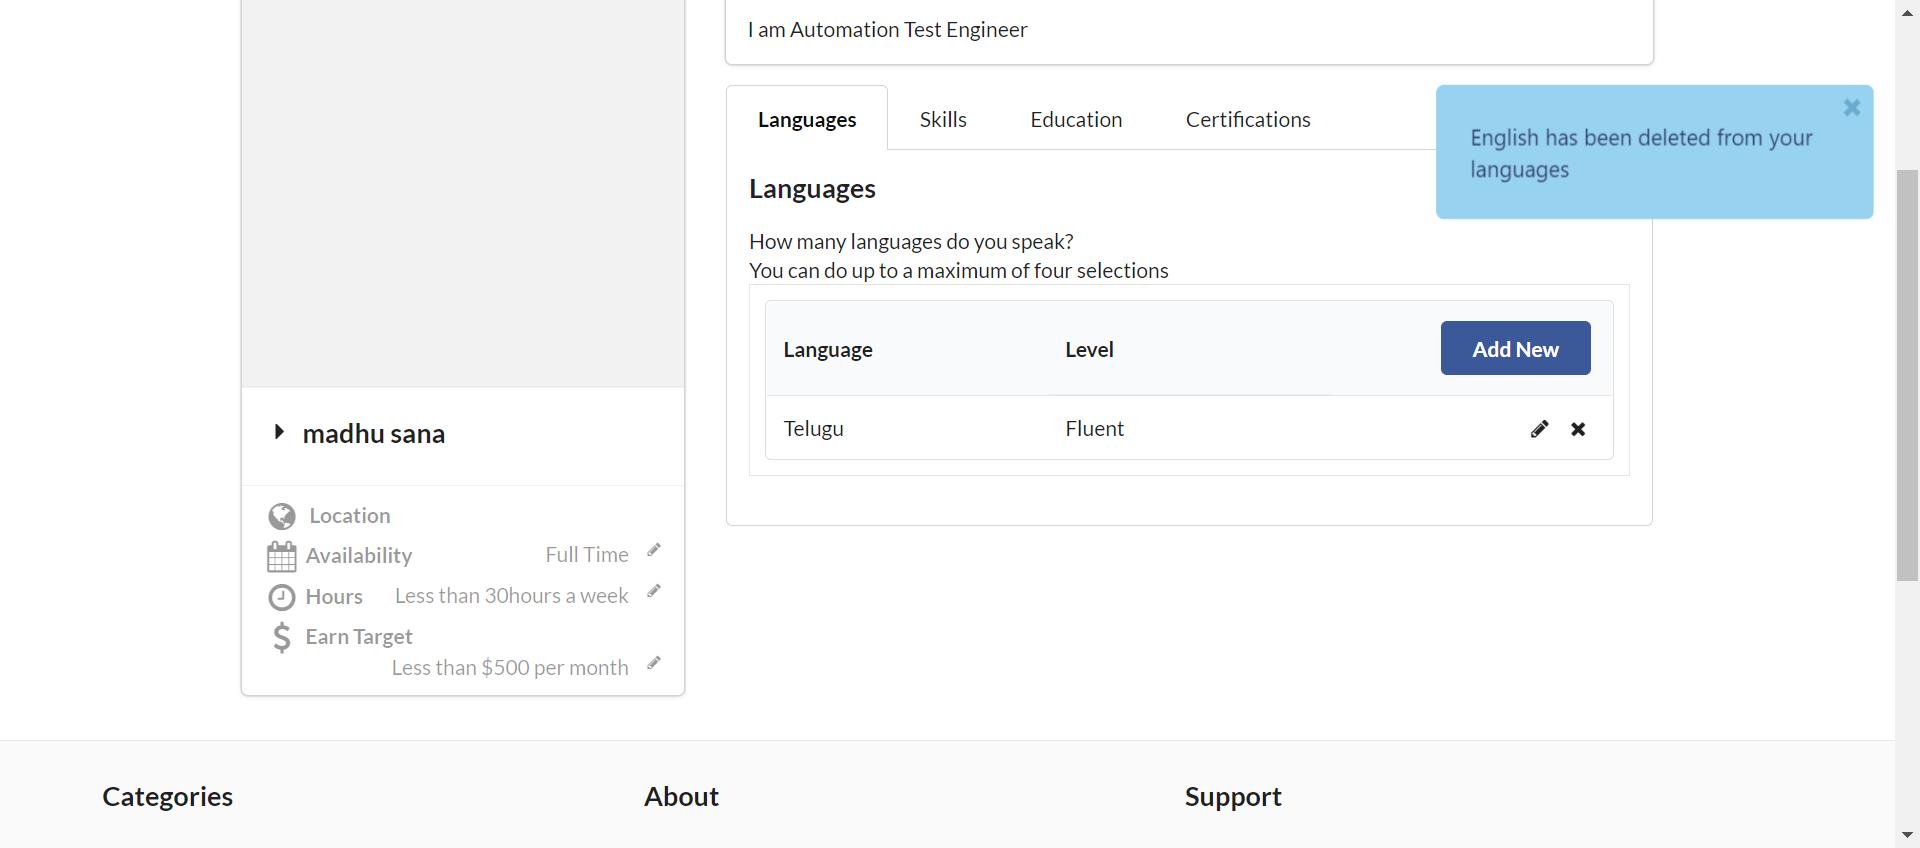 I am Automation Test Engineer
Languages
Skills
Education
Certifications
English has been deleted from your
languages
Languages
How many languages do you speak?
You can do up to a maximum of four selections
Language
Level
Add New
Telugu
Fluent
madhu sana
Location
Availability
Full Time
Hours
Less than 30hours a week
Earn Target
Less than $500 per month
Categories
About
Support